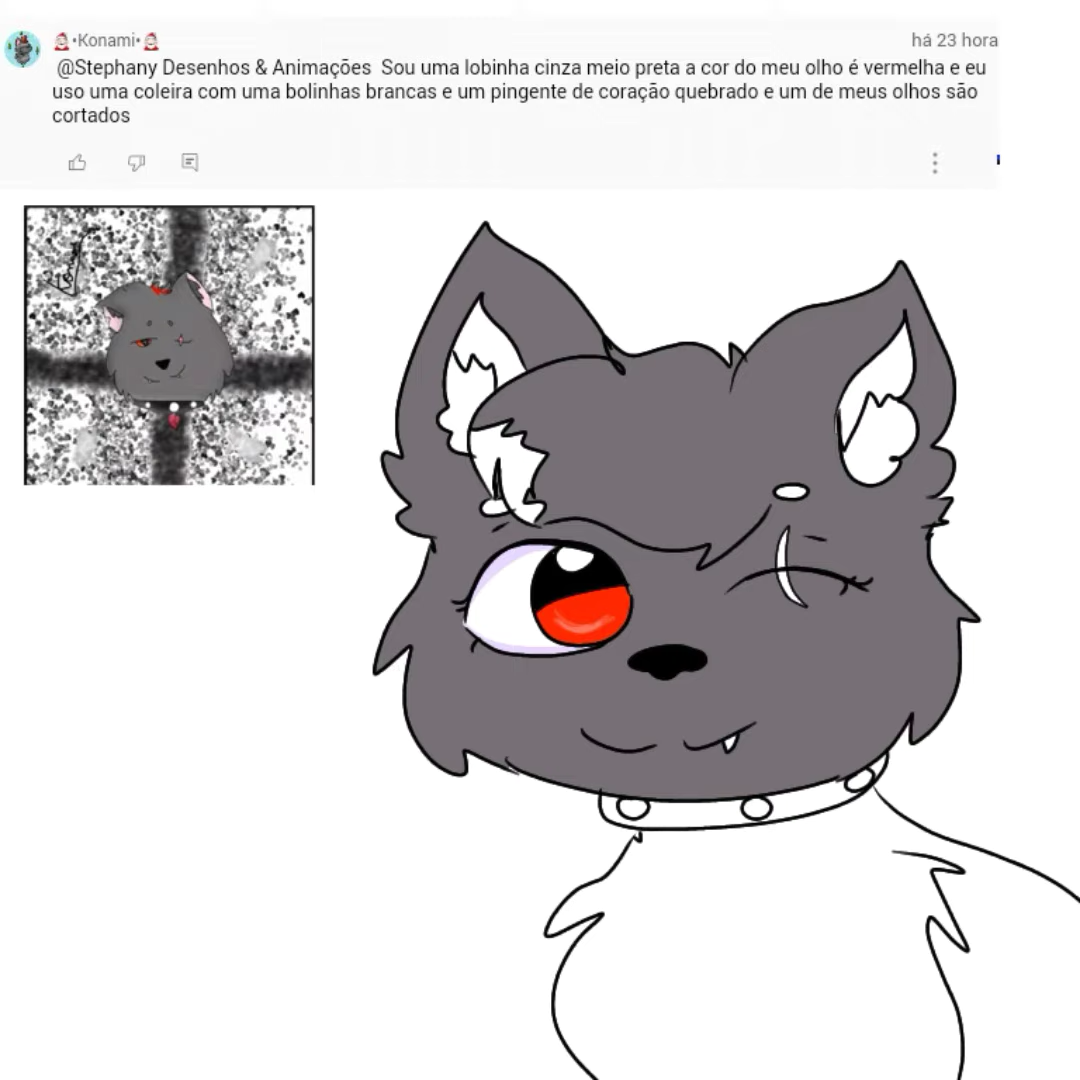 🎅•Konami•🎅 há 23 hora
@Stephany Desenhos & Animações Sou uma lobinha cinza meio preta a cor do meu olho é vermelha e eu
uso uma coleira com uma bolinhas brancas e um pingente de coração quebrado e um de meus olhos são
cortados